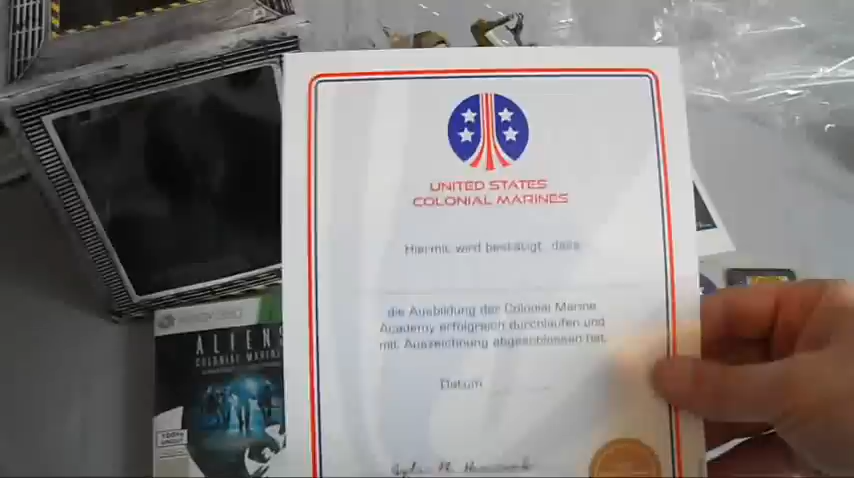 UNITED STATES
COLONIAL MARINES
Hiermit wird bestätigt, dass
die Ausbildung der Colonial Marine
Academy erfolgreich durchlaufen und
mit Auszeichnung abgeschlossen hat.
Datum
ALIENS
COLONIAL MARINES